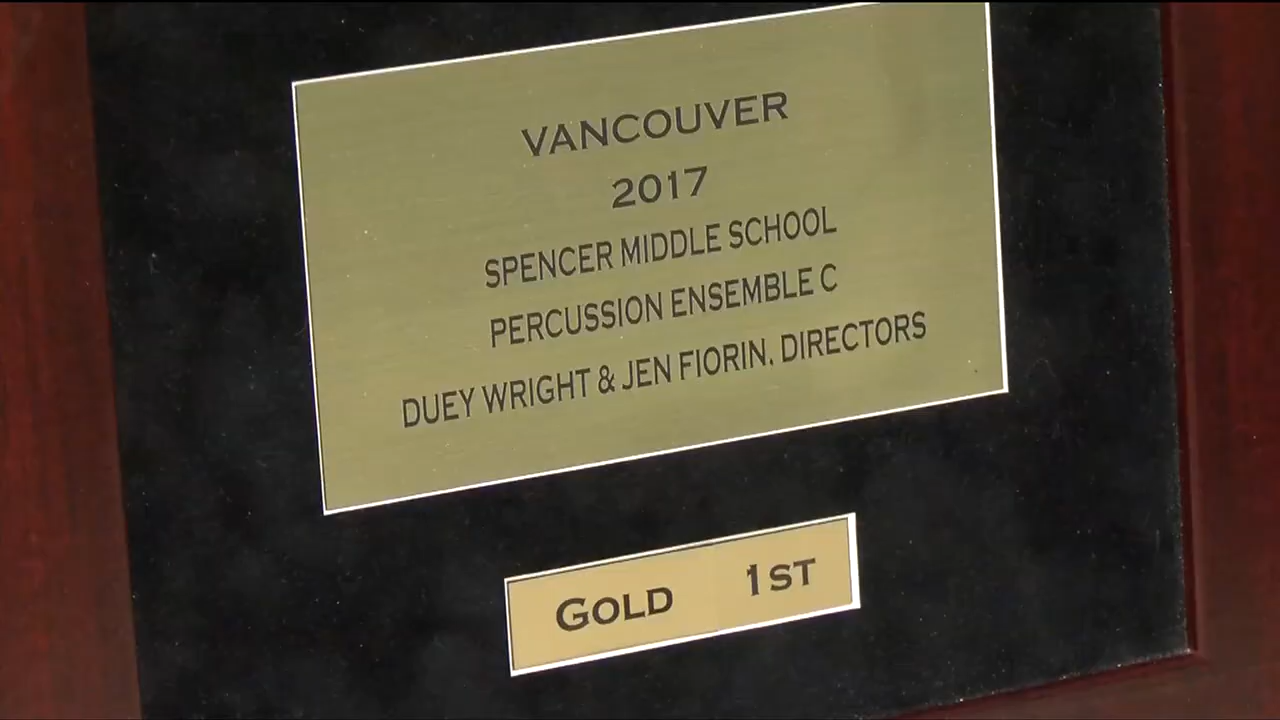 VANCOUVER
2017
SPENCER MIDDLE SCHOOL
PERCUSSION ENSEMBLE C
DUEY WRIGHT & JEN FIORIN, DIRECTORS
GOLD 1ST